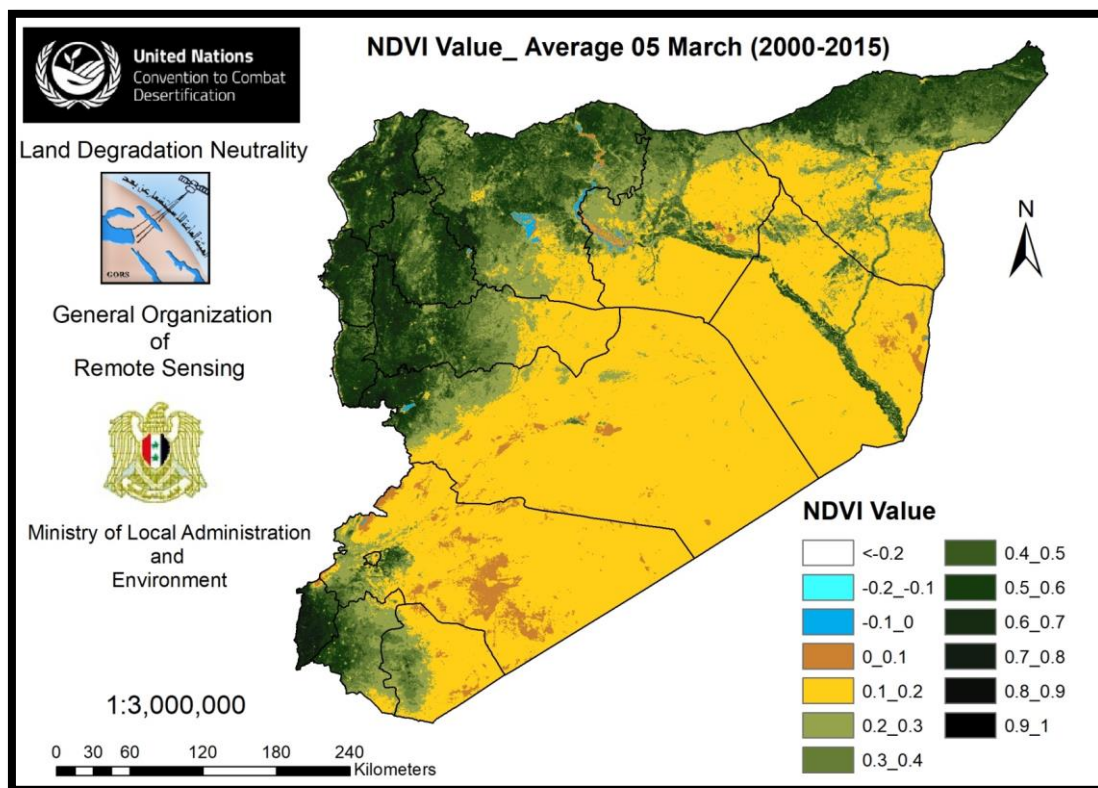 United Nations
Convention to Combat
Desertification
NDVI Value_ Average 05 March (2000-2015)
Land Degradation Neutrality
GORS
General Organization
of
Remote Sensing
Ministry of Local Administration
and
Environment
1:3,000,000
0 30 60 120 180 240
Kilometers
N
NDVI Value
<-0.2
-0.2_-0.1
-0.1_0
0_0.1
0.1_0.2
0.2_0.3
0.3_0.4
0.4_0.5
0.5_0.6
0.6_0.7
0.7_0.8
0.8_0.9
0.9_1